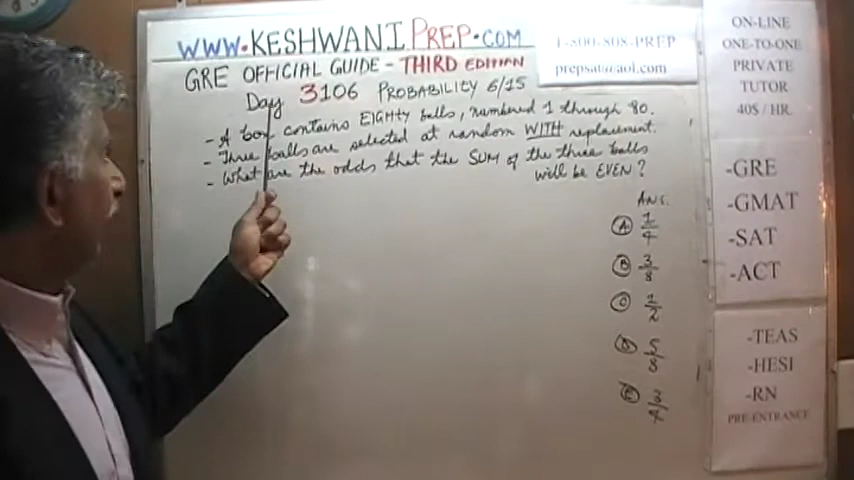 WWW.KESHWANI PREP.COM
GRE OFFICIAL GUIDE - THIRD EDITION
Day 3106 PROBABILITY 6/15
- A box contains EIGHTY balls, numbered 1 through 80.
- Three balls are selected at random WITH replacement.
- What are the odds that the SUM of the three balls
will be EVEN?
ANS.
A 1/4
B 3/8
C 1/2
D 5/8
E 3/4
1-800-808-PREP
prepsat@aol.com
ON-LINE
ONE-TO-ONE
PRIVATE
TUTOR
40$ / HR.
-GRE
-GMAT
-SAT
-ACT
-TEAS
-HESI
-RN
PRE-ENTRANCE